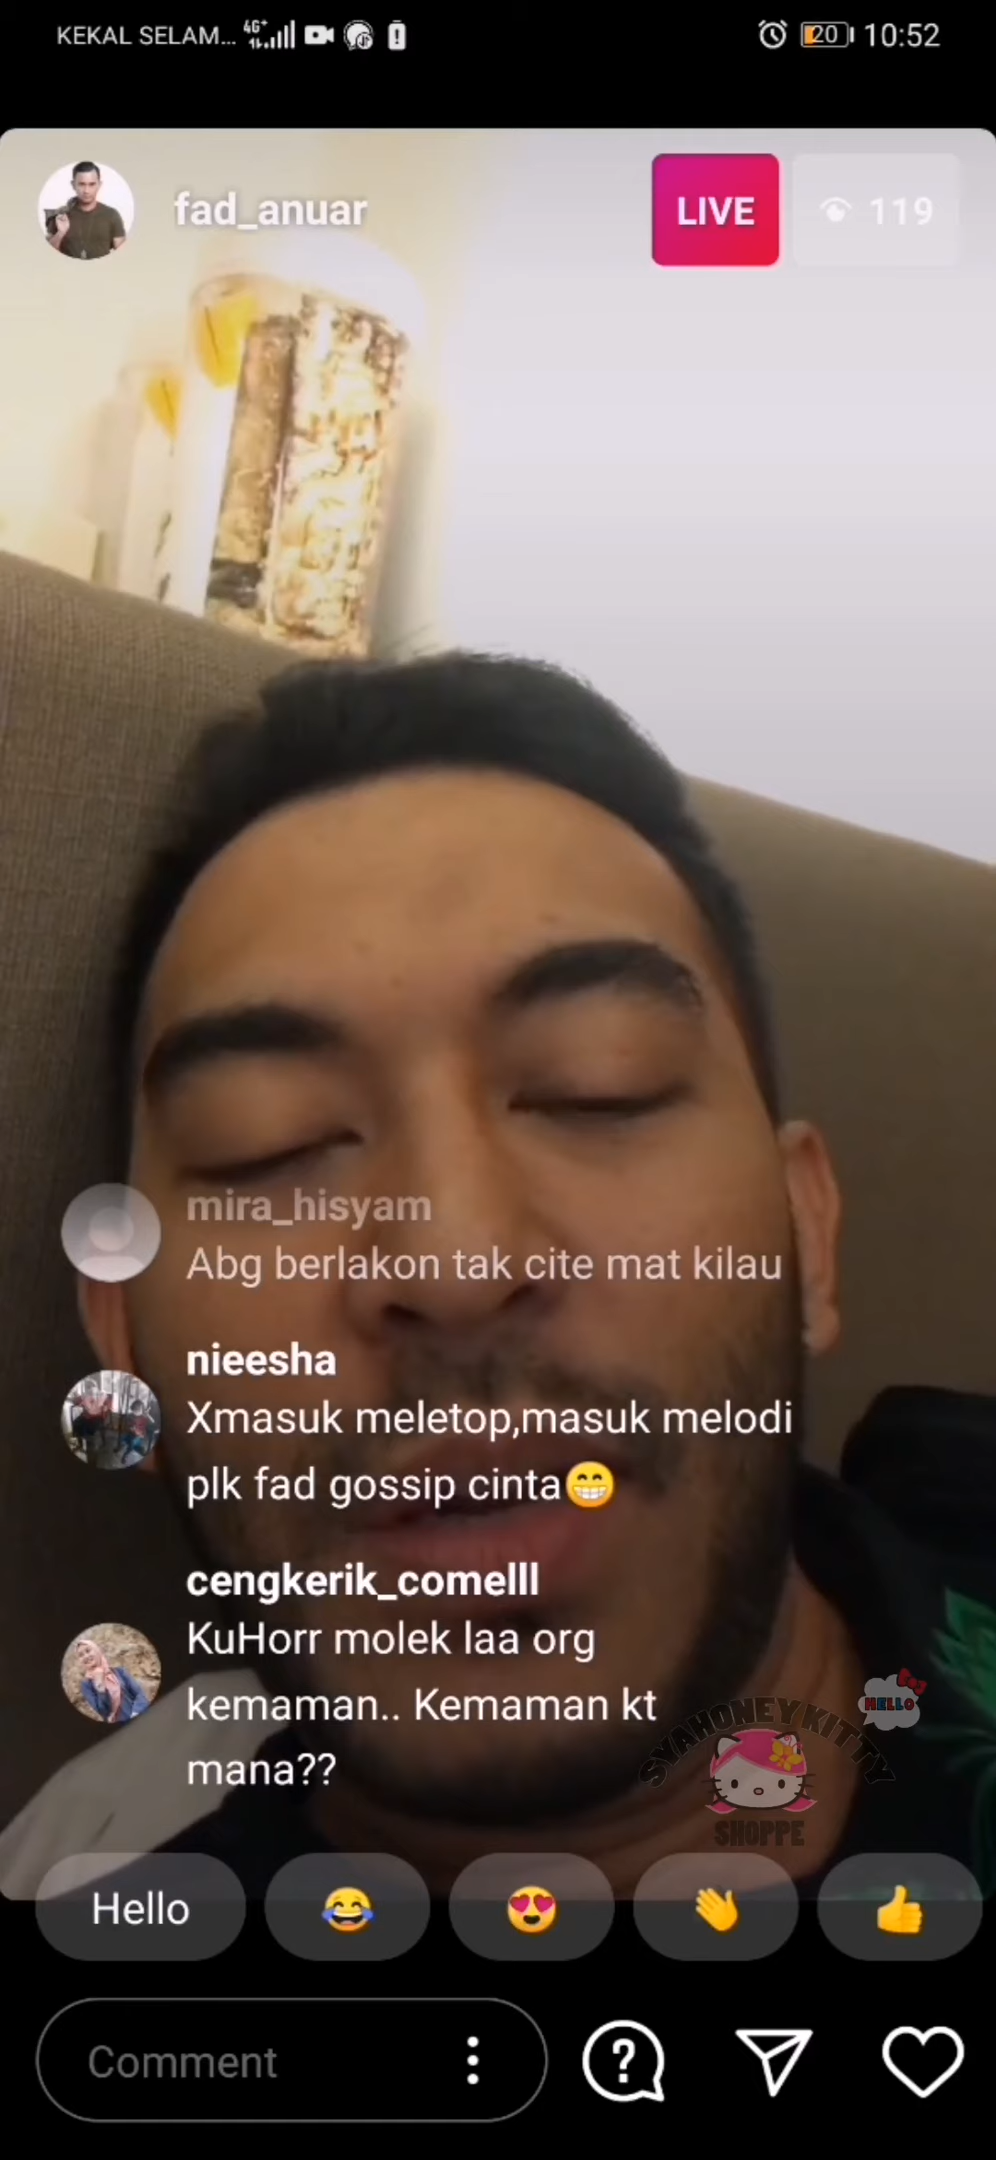 KEKAL SELAM... 4G+ 20 10:52
fad_anuar LIVE 119
mira_hisyam
Abg berlakon tak cite mat kilau
nieesha
Xmasuk meletop,masuk melodi
plk fad gossip cinta😁
cengkerik_comelll
KuHorr molek laa org
kemaman.. Kemaman kt
mana??
HELLO
SYAHONEYKITTY
SHOPPE
Hello 😂 😍 👋 👍
Comment